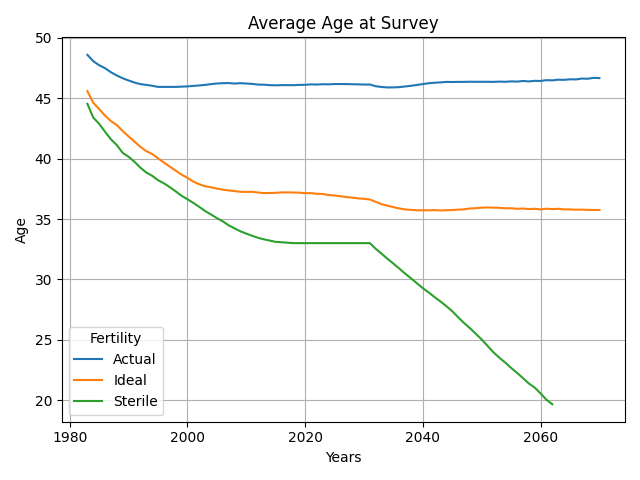 Average Age at Survey
Age
50
45
40
35
30
25
20
Fertility
Actual
Ideal
Sterile
1980 2000 2020 2040 2060
Years